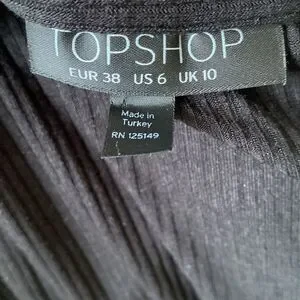 TOPSHOP
EUR 38 US 6 UK 10
Made in
Turkey
RN 125149